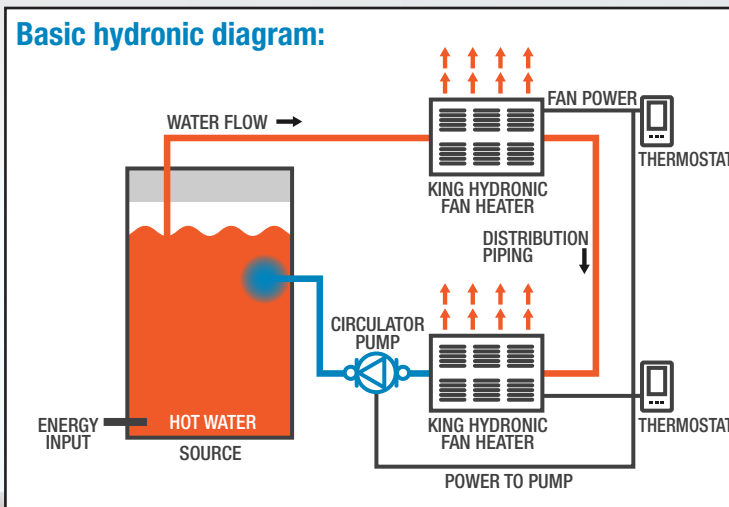 Basic hydronic diagram:
WATER FLOW
FAN POWER
THERMOSTAT
KING HYDRONIC
FAN HEATER
DISTRIBUTION
PIPING
CIRCULATOR
PUMP
ENERGY
INPUT
HOT WATER
SOURCE
KING HYDRONIC
FAN HEATER
THERMOSTAT
POWER TO PUMP